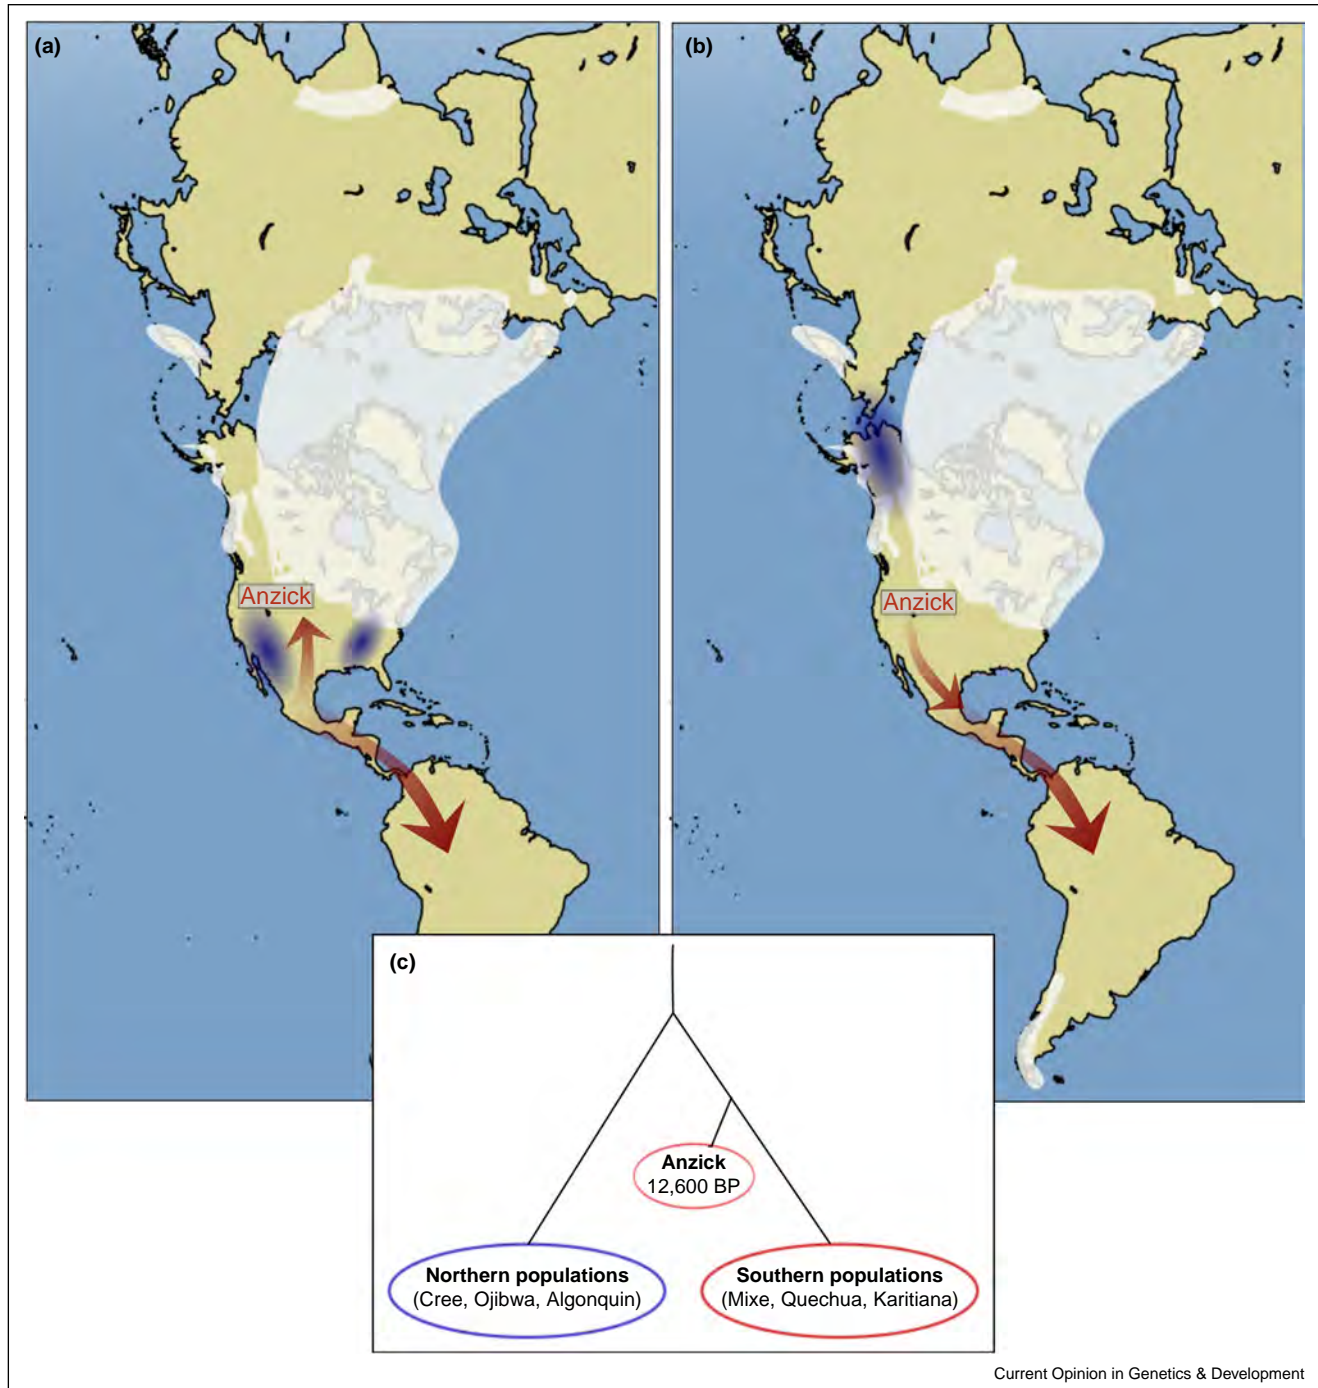 (a)
Anzick
(b)
Anzick
(c)
Anzick
12,600 BP
Northern populations
(Cree, Ojibwa, Algonquin)
Southern populations
(Mixe, Quechua, Karitiana)
Current Opinion in Genetics & Development